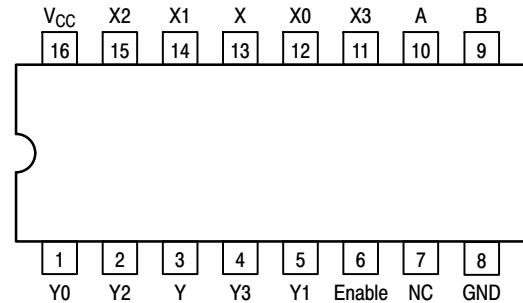 V_CC X2 X1 X X0 X3 A B
16 15 14 13 12 11 10 9
1 2 3 4 5 6 7 8
Y0 Y2 Y Y3 Y1 Enable NC GND